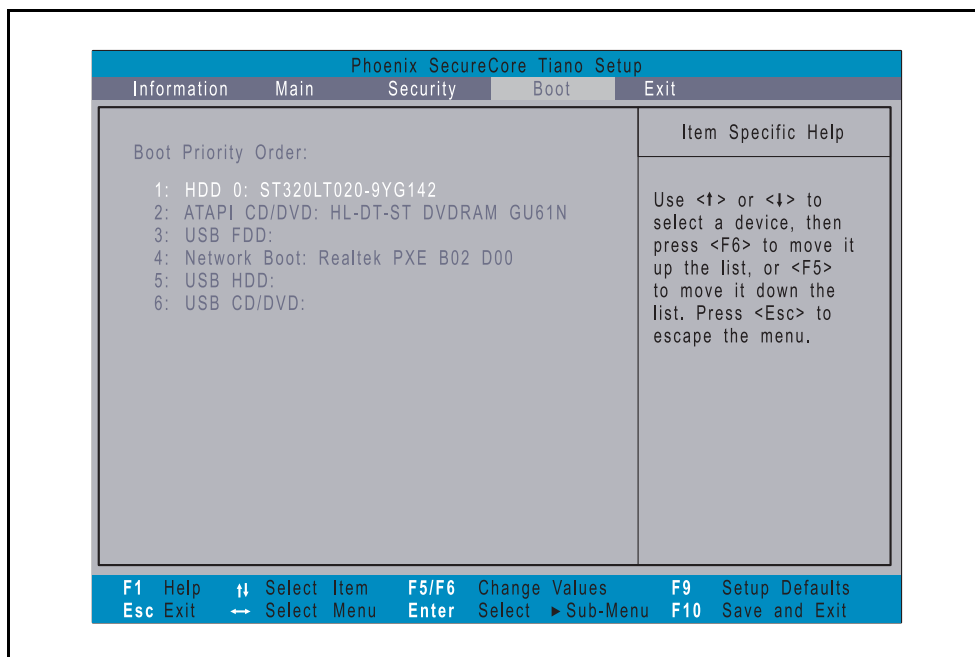 Phoenix SecureCore Tiano Setup
Information Main Security Boot Exit
Boot Priority Order:
1: HDD 0: ST320LT020-9YG142
2: ATAPI CD/DVD: HL-DT-ST DVDRAM GU61N
3: USB FDD:
4: Network Boot: Realtek PXE B02 D00
5: USB HDD:
6: USB CD/DVD:
Item Specific Help
Use <↑> or <↓> to
select a device, then
press <F6> to move it
up the list, or <F5>
to move it down the
list. Press <Esc> to
escape the menu.
F1 Help ↑↓ Select Item F5/F6 Change Values F9 Setup Defaults
Esc Exit ↔ Select Menu Enter Select ►Sub-Menu F10 Save and Exit